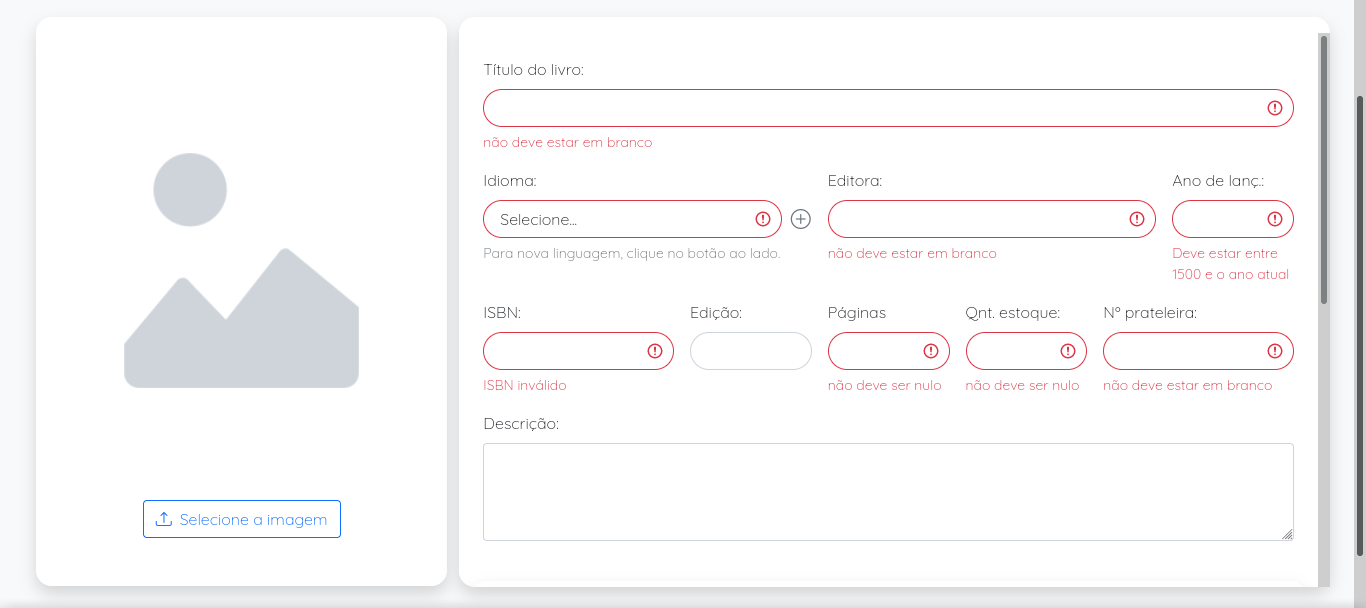 Título do livro:
não deve estar em branco
Idioma:
Editora:
Ano de lanç.:
Selecione...
Para nova linguagem, clique no botão ao lado.
não deve estar em branco
Deve estar entre
1500 e o ano atual
ISBN:
Edição:
Páginas
Qnt. estoque:
Nº prateleira:
ISBN inválido
não deve ser nulo
não deve ser nulo
não deve estar em branco
Descrição:
Selecione a imagem